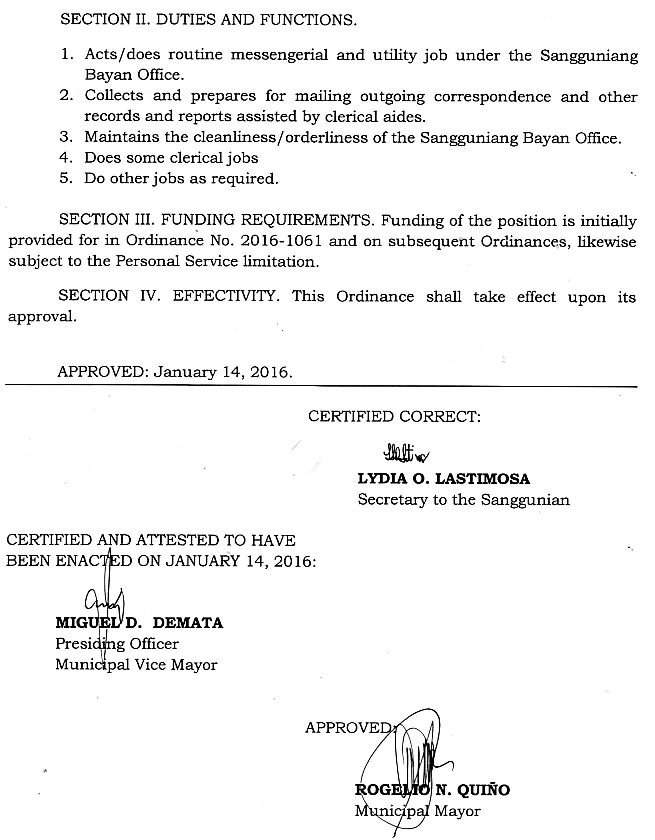 SECTION II. DUTIES AND FUNCTIONS.
1. Acts/does routine messengerial and utility job under the Sangguniang
Bayan Office.
2. Collects and prepares for mailing outgoing correspondence and other
records and reports assisted by clerical aides.
3. Maintains the cleanliness/orderliness of the Sangguniang Bayan Office.
4. Does some clerical jobs
5. Do other jobs as required.
SECTION III. FUNDING REQUIREMENTS. Funding of the position is initially
provided for in Ordinance No. 2016-1061 and on subsequent Ordinances, likewise
subject to the Personal Service limitation.
SECTION IV. EFFECTIVITY. This Ordinance shall take effect upon its
approval.
APPROVED: January 14, 2016.
CERTIFIED CORRECT:
LYDIA O. LASTIMOSA
Secretary to the Sanggunian
CERTIFIED AND ATTESTED TO HAVE
BEEN ENACTED ON JANUARY 14, 2016:
MIGUEL D. DEMATA
Presiding Officer
Municipal Vice Mayor
APPROVED:
ROGELIO N. QUIÑO
Municipal Mayor